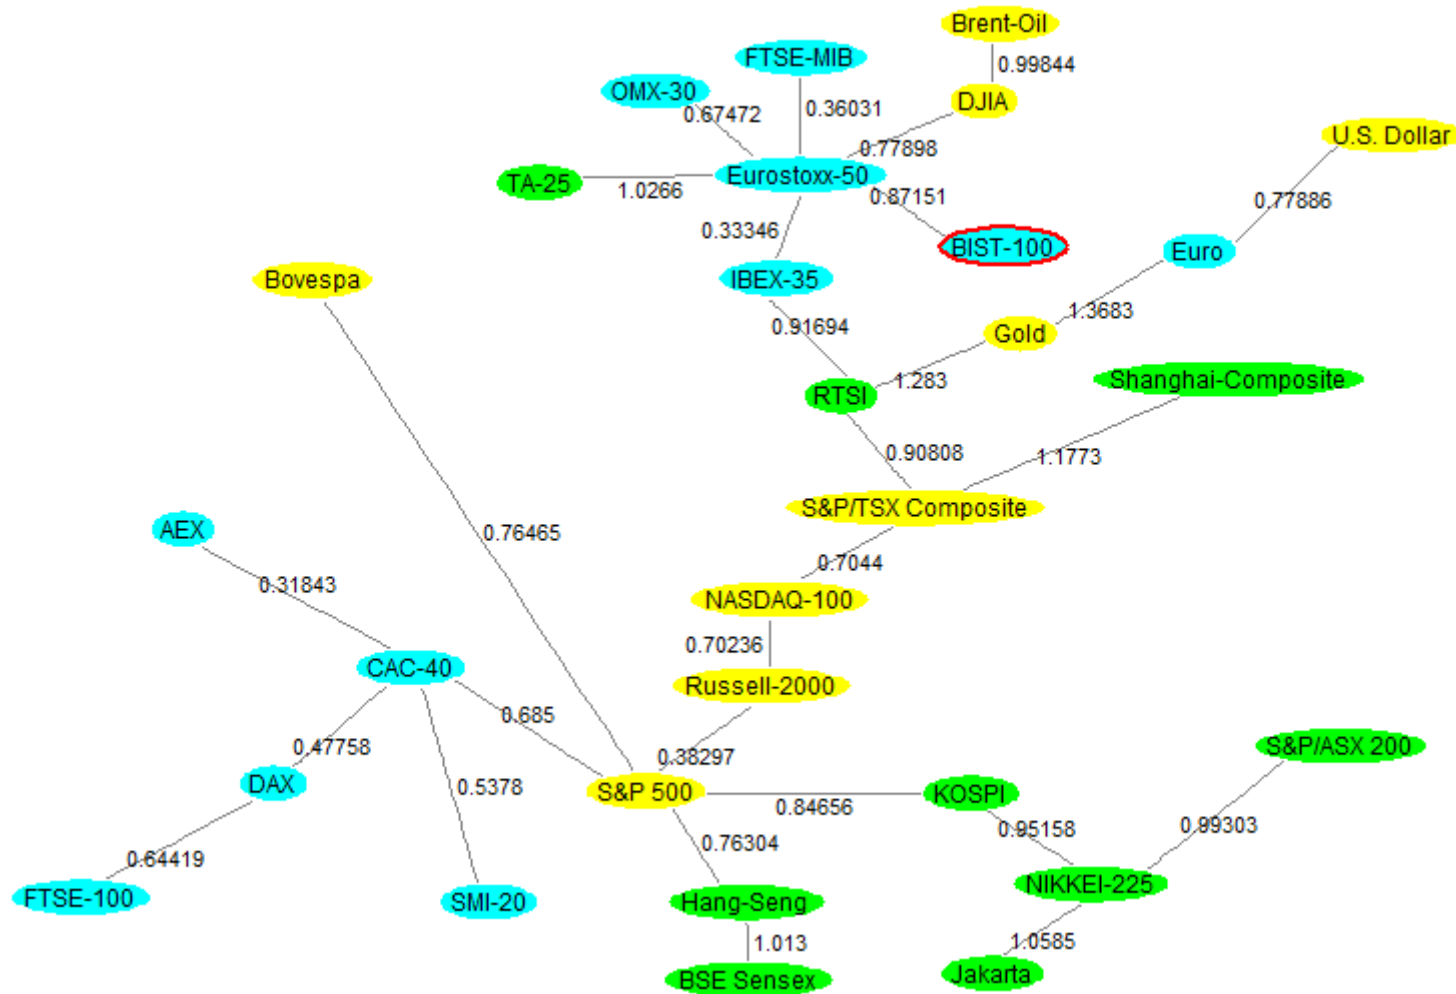 Brent-Oil
FTSE-MIB
0.99844
OMX-30
DJIA
0.67472
0.36031
U.S. Dollar
0.77898
TA-25
Eurostoxx-50
1.0266
0.87151
0.77886
0.33346
BIST-100
Euro
Bovespa
IBEX-35
1.3683
0.91694
Gold
1.283
Shanghai-Composite
RTSI
0.90808
1.1773
S&P/TSX Composite
AEX
0.76465
0.7044
0.31843
NASDAQ-100
0.70236
CAC-40
Russell-2000
0.685
0.47758
0.38297
S&P/ASX 200
DAX
0.5378
S&P 500
KOSPI
0.84656
0.95158
0.99303
0.76304
0.64419
NIKKEI-225
FTSE-100
SMI-20
Hang-Seng
1.013
1.0585
BSE Sensex
Jakarta